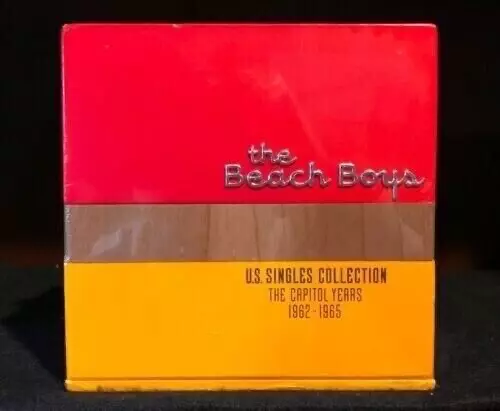 the
Beach Boys
U.S. SINGLES COLLECTION
THE CAPITOL YEARS
1962-1965